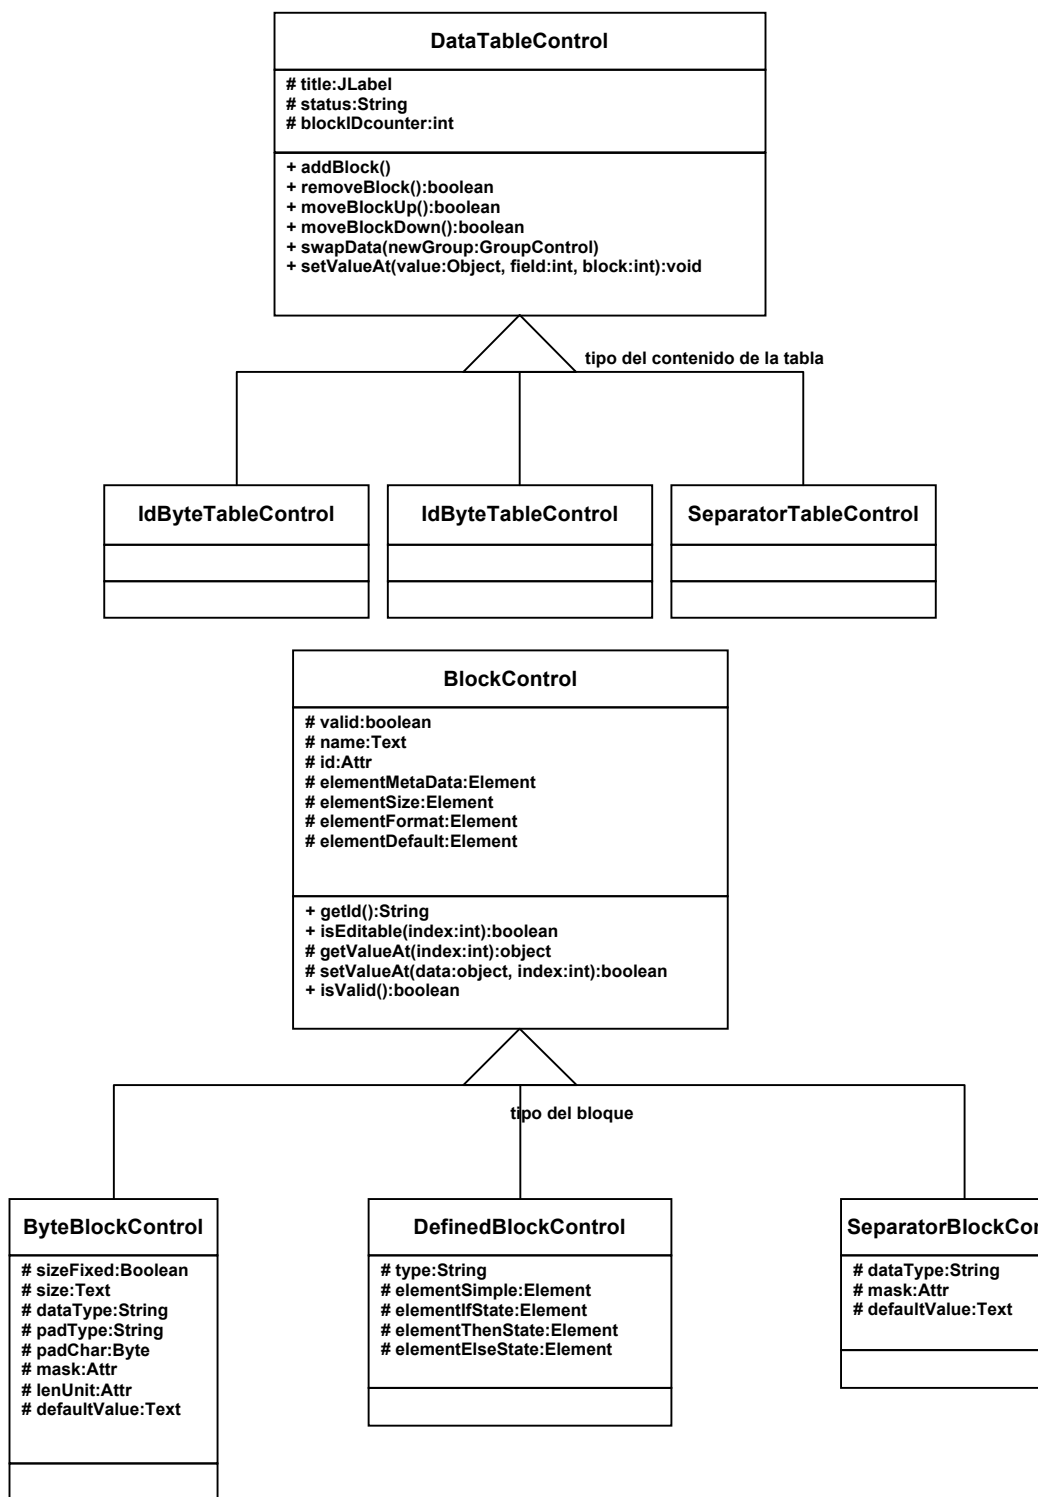 DataTableControl
# title:JLabel
# status:String
# blockIDcounter:int
+ addBlock()
+ removeBlock():boolean
+ moveBlockUp():boolean
+ moveBlockDown():boolean
+ swapData(newGroup:GroupControl)
+ setValueAt(value:Object, field:int, block:int):void
tipo del contenido de la tabla
IdByteTableControl
IdByteTableControl
SeparatorTableControl
BlockControl
# valid:boolean
# name:Text
# id:Attr
# elementMetaData:Element
# elementSize:Element
# elementFormat:Element
# elementDefault:Element
+ getId():String
+ isEditable(index:int):boolean
# getValueAt(index:int):object
# setValueAt(data:object, index:int):boolean
+ isValid():boolean
tipo del bloque
ByteBlockControl
# sizeFixed:Boolean
# size:Text
# dataType:String
# padType:String
# padChar:Byte
# mask:Attr
# lenUnit:Attr
# defaultValue:Text
DefinedBlockControl
# type:String
# elementSimple:Element
# elementIfState:Element
# elementThenState:Element
# elementElseState:Element
SeparatorBlockCon
# dataType:String
# mask:Attr
# defaultValue:Text